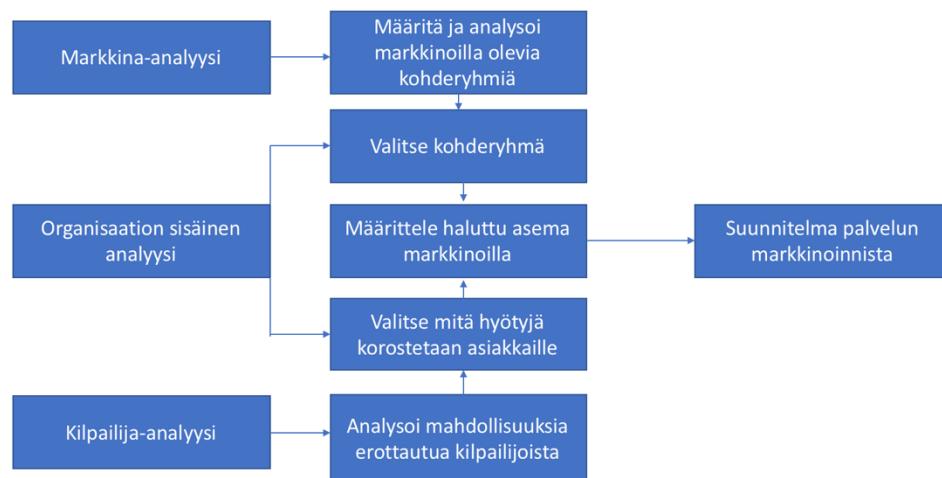 Markkina-analyysi
Määritä ja analysoi
markkinoilla olevia
kohderyhmiä
Valitse kohderyhmä
Organisaation sisäinen
analyysi
Määrittele haluttu asema
markkinoilla
Suunnitelma palvelun
markkinoinnista
Valitse mitä hyötyjä
korostetaan asiakkaille
Kilpailija-analyysi
Analysoi mahdollisuuksia
erottautua kilpailijoista